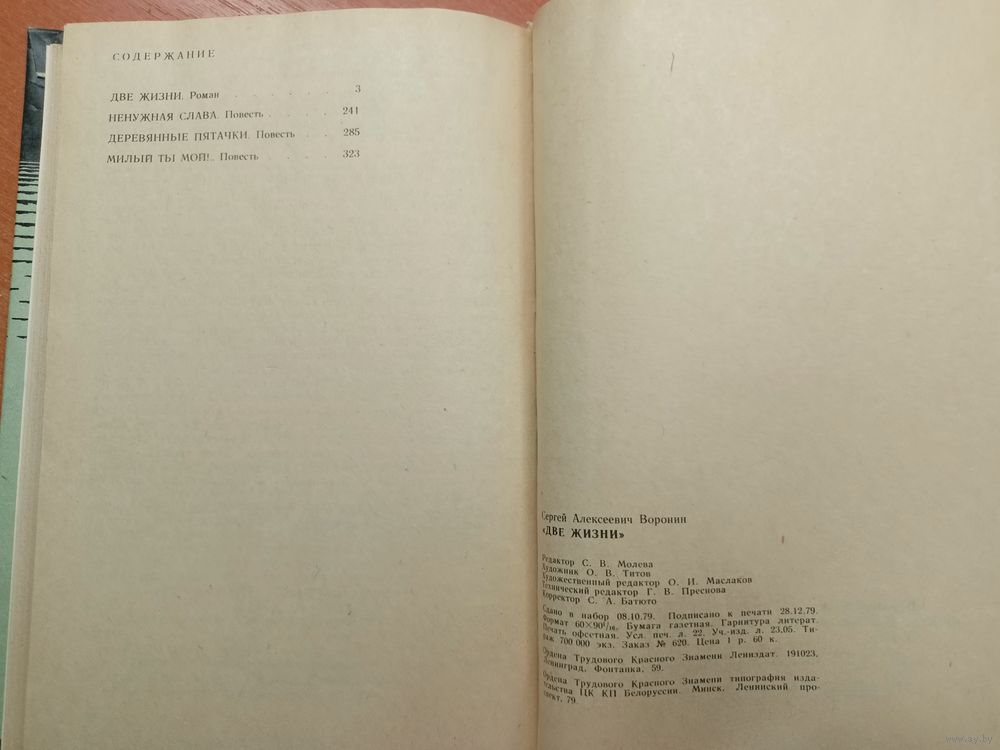 СОДЕРЖАНИЕ
ДВЕ ЖИЗНИ. Роман . . . . . . 3
НЕНУЖНАЯ СЛАВА. Повесть . . . . 241
ДЕРЕВЯННЫЕ ПЯТАЧКИ. Повесть . . 285
МИЛЫЙ ТЫ МОЙ!.. Повесть . . . . 323
Сергей Алексеевич Воронин
«ДВЕ ЖИЗНИ»
Редактор С. В. Молева
Художник О. В. Титов
Художественный редактор О. И. Маслаков
Технический редактор Г. В. Преснова
Корректор С. А. Батюто
Сдано в набор 08.10.79. Подписано к печати 28.12.79.
Формат 60×90¹/₁₆. Бумага газетная. Гарнитура литерат.
Печать офсетная. Усл. печ. л. 22. Уч.-изд. л. 23,05. Ти-
раж 700 000 экз. Заказ № 620. Цена 1 р. 60 к.
Ордена Трудового Красного Знамени Лениздат. 191023,
Ленинград, Фонтанка, 59.
Ордена Трудового Красного Знамени типография изда-
тельства ЦК КП Белоруссии. Минск, Ленинский про-
спект, 79.
www.ay.by